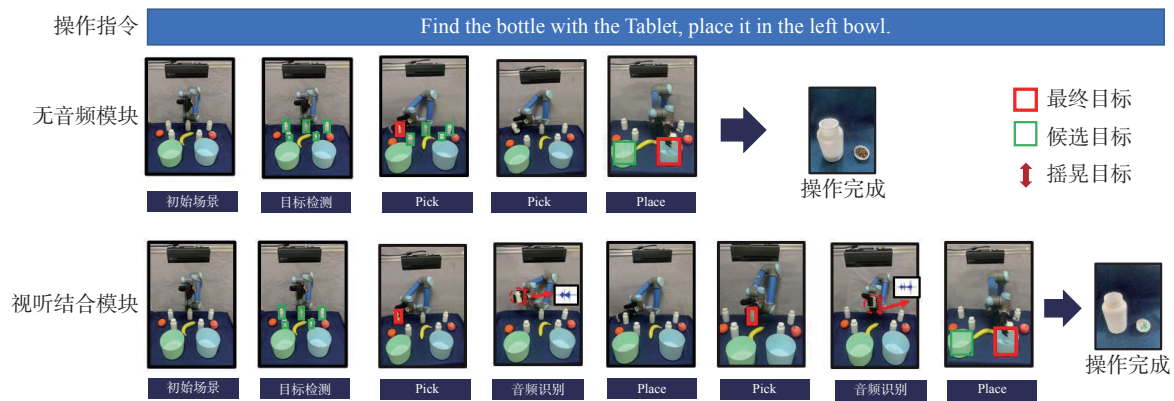 操作指令
Find the bottle with the Tablet, place it in the left bowl.
无音频模块
最终目标
候选目标
摇晃目标
操作完成
初始场景
目标检测
Pick
Pick
Place
视听结合模块
操作完成
初始场景
目标检测
Pick
音频识别
Place
Pick
音频识别
Place